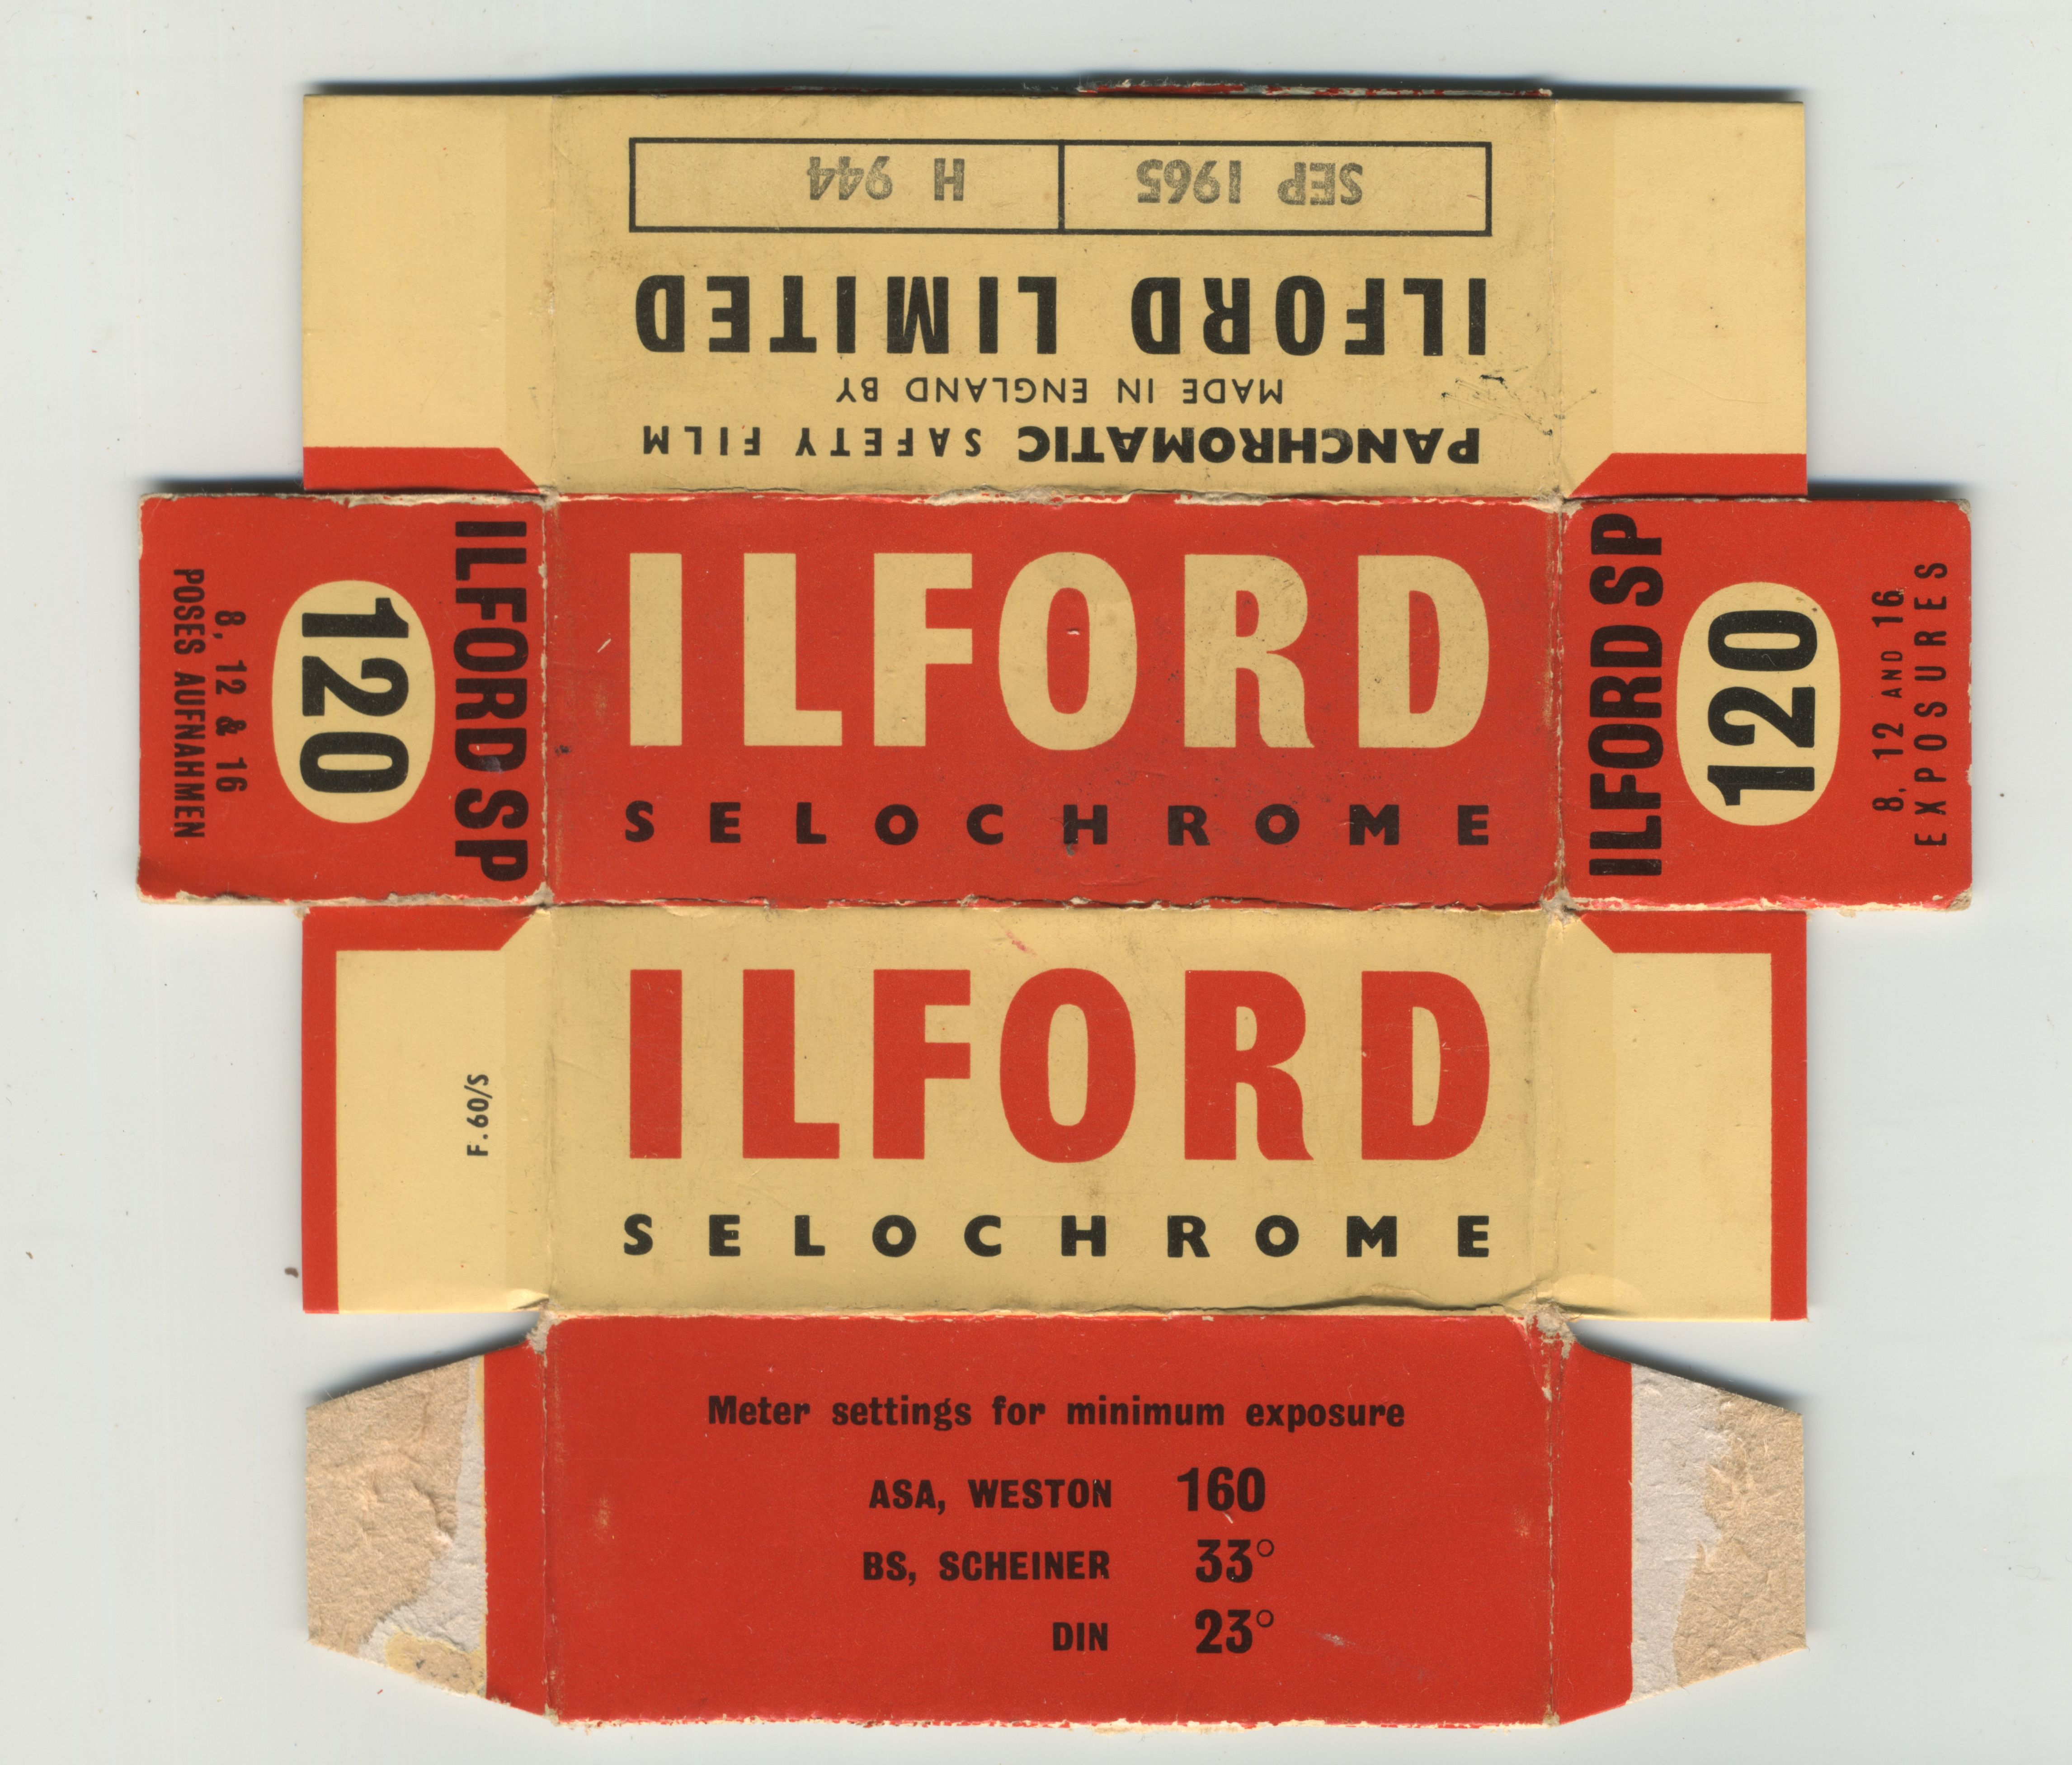 PANCHROMATIC SAFETY FILM
MADE IN ENGLAND BY
ILFORD LIMITED
SEP 1965 H 944
ILFORD SP
120
8, 12 & 16
POSES AUFNAHMEN
ILFORD
SELOCHROME
ILFORD SP
120
8, 12 AND 16
EXPOSURES
F.60/S
ILFORD
SELOCHROME
Meter settings for minimum exposure
ASA, WESTON 160
BS, SCHEINER 33°
DIN 23°